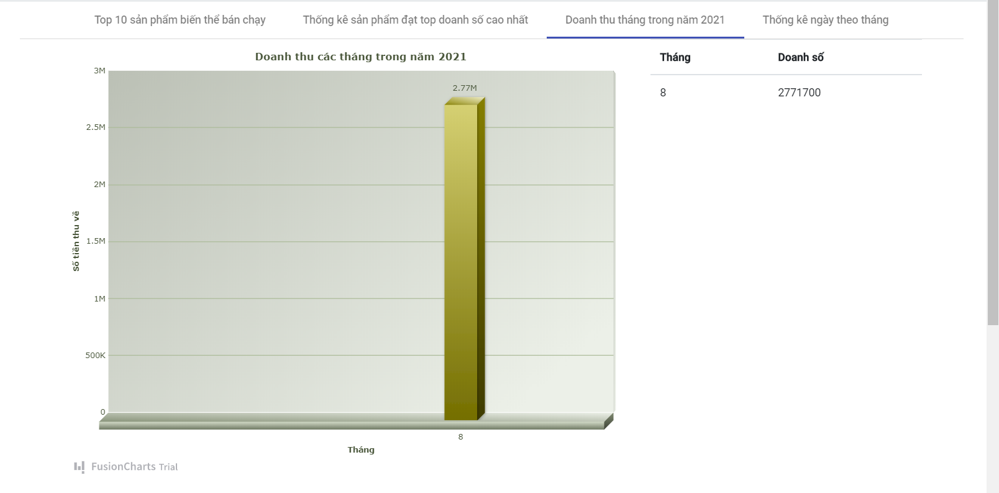 Top 10 sản phẩm biến thể bán chạy
Thống kê sản phẩm đạt top doanh số cao nhất
Doanh thu tháng trong năm 2021
Thống kê ngày theo tháng
Doanh thu các tháng trong năm 2021
3M
2.5M
2M
1.5M
1M
500K
0
Số tiền thu về
2.77M
8
Tháng
FusionCharts Trial
Tháng Doanh số
8 2771700